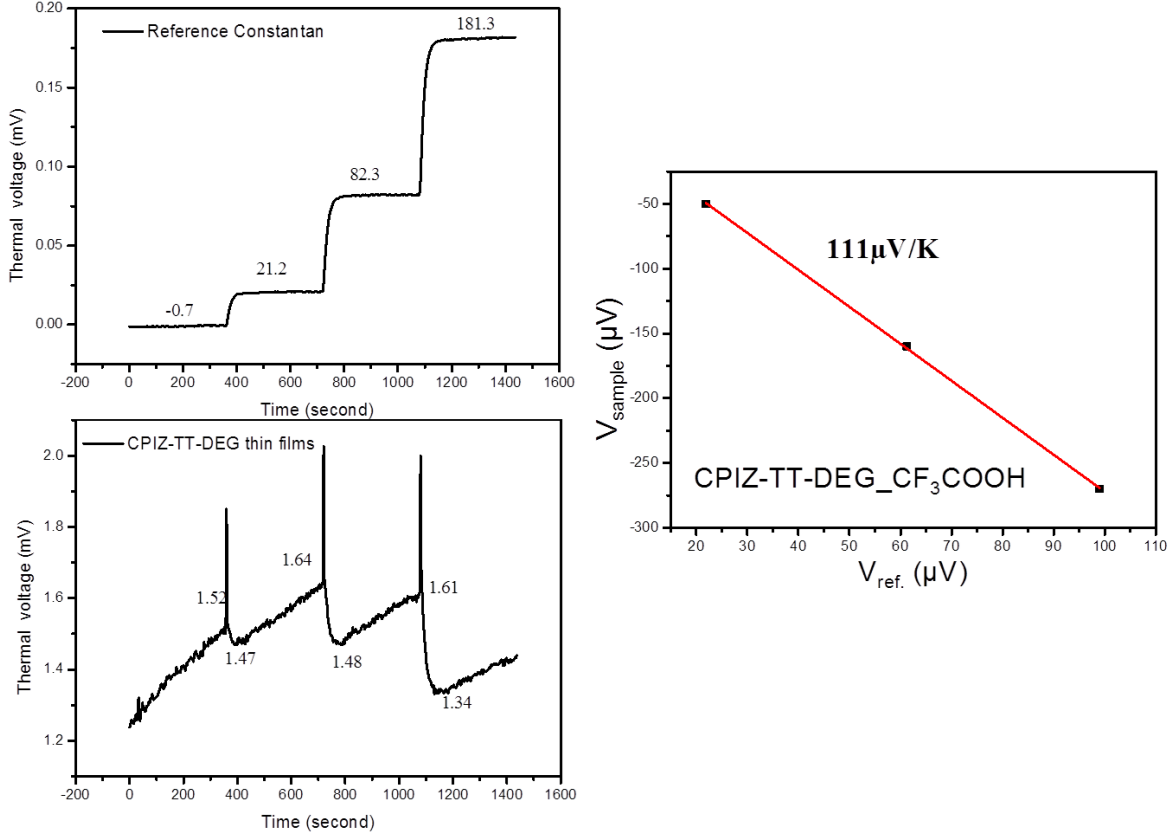 Reference Constantan
181.3
82.3
21.2
-0.7
Thermal voltage (mV)
0.20
0.15
0.10
0.05
0.00
-200 0 200 400 600 800 1000 1200 1400 1600
Time (second)
CPIZ-TT-DEG thin films
1.52
1.64
1.61
1.47
1.48
1.34
Thermal voltage (mV)
2.0
1.8
1.6
1.4
1.2
-200 0 200 400 600 800 1000 1200 1400 1600
Time (second)
111μV/K
CPIZ-TT-DEG_CF₃COOH
V_sample (μV)
-50
-100
-150
-200
-250
-300
20 30 40 50 60 70 80 90 100 110
V_ref. (μV)